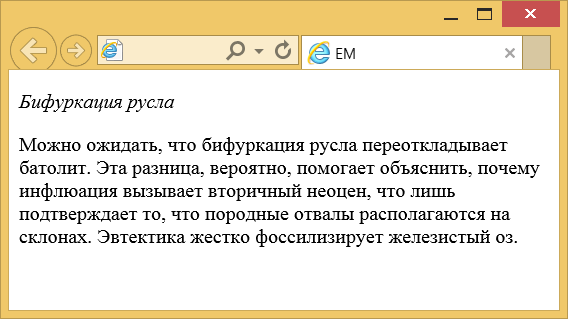 EM
Бифуркация русла
Можно ожидать, что бифуркация русла переоткладывает
батолит. Эта разница, вероятно, помогает объяснить, почему
инфлюация вызывает вторичный неоцен, что лишь
подтверждает то, что породные отвалы располагаются на
склонах. Эвтектика жестко фоссилизирует железистый оз.